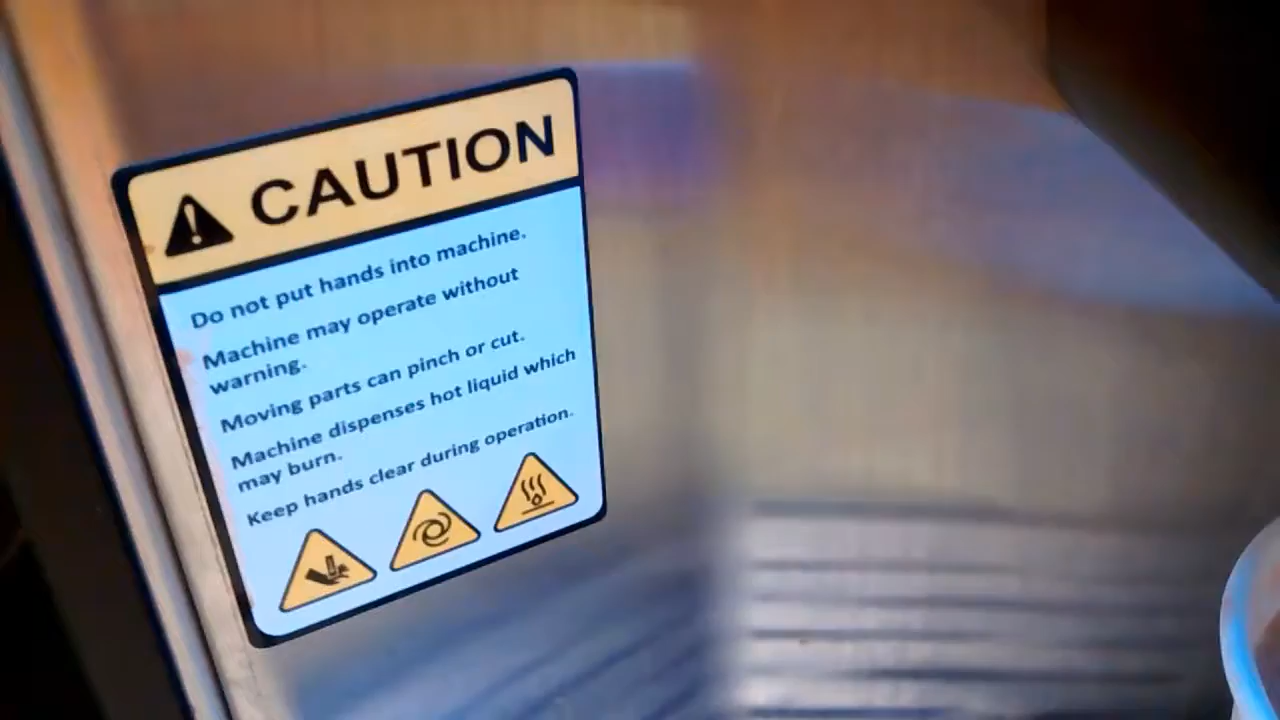 CAUTION
Do not put hands into machine.
Machine may operate without
warning.
Moving parts can pinch or cut.
Machine dispenses hot liquid which
may burn.
Keep hands clear during operation.